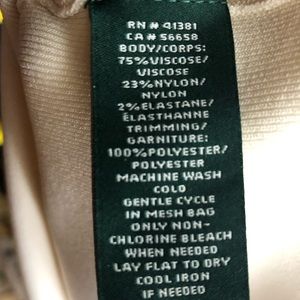 RN # 41381
CA # 56658
BODY/CORPS:
75%VISCOSE/
VISCOSE
23%NYLON/
NYLON
2%ELASTANE/
ÉLASTHANNE
TRIMMING/
GARNITURE:
100%POLYESTER/
POLYESTER
MACHINE WASH
COLD
GENTLE CYCLE
IN MESH BAG
ONLY NON-
CHLORINE BLEACH
WHEN NEEDED
LAY FLAT TO DRY
COOL IRON
IF NEEDED